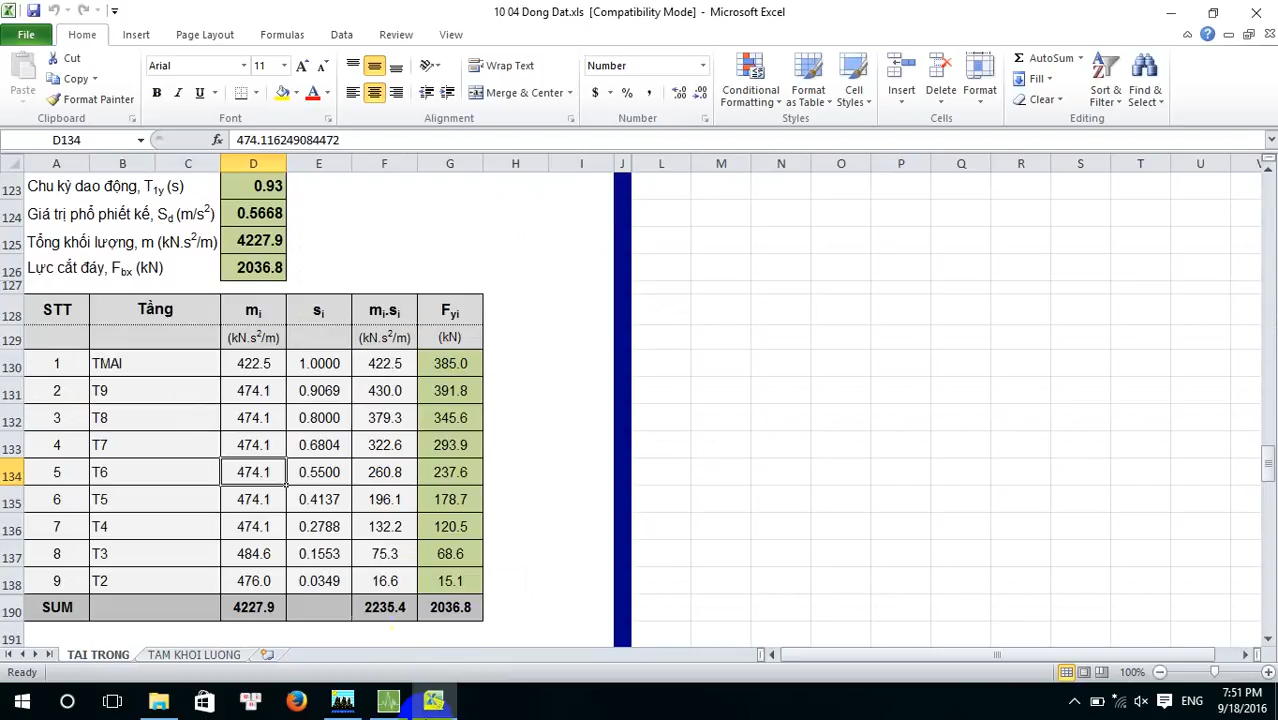 10 04 Dong Dat.xls [Compatibility Mode] - Microsoft Excel
File Home Insert Page Layout Formulas Data Review View
Paste
Cut
Copy
Format Painter
Clipboard
Arial 11
B I U A
Font
Wrap Text
Merge & Center
Alignment
Number
$ % ,
Number
Conditional Formatting
Format as Table
Cell Styles
Styles
Insert
Delete
Format
Cells
Σ AutoSum
Fill
Clear
Sort & Filter
Find & Select
Editing
D134 fx 474.116249084472
A B C D E F G H I J L M N O P Q R S T U V
123 Chu kỳ dao động, T1y (s) 0.93
124 Giá trị phổ phiết kế, Sd (m/s2) 0.5668
125 Tổng khối lượng, m (kN.s2/m) 4227.9
126 Lực cắt đáy, Fbx (kN) 2036.8
127
128 STT Tầng mi si mi.si Fyi
129 (kN.s2/m) (kN.s2/m) (kN)
130 1 TMAI 422.5 1.0000 422.5 385.0
131 2 T9 474.1 0.9069 430.0 391.8
132 3 T8 474.1 0.8000 379.3 345.6
133 4 T7 474.1 0.6804 322.6 293.9
134 5 T6 474.1 0.5500 260.8 237.6
135 6 T5 474.1 0.4137 196.1 178.7
136 7 T4 474.1 0.2788 132.2 120.5
137 8 T3 484.6 0.1553 75.3 68.6
138 9 T2 476.0 0.0349 16.6 15.1
190 SUM 4227.9 2235.4 2036.8
191
TAI TRONG TAM KHOI LUONG
Ready 100%
ENG 7:51 PM
9/18/2016